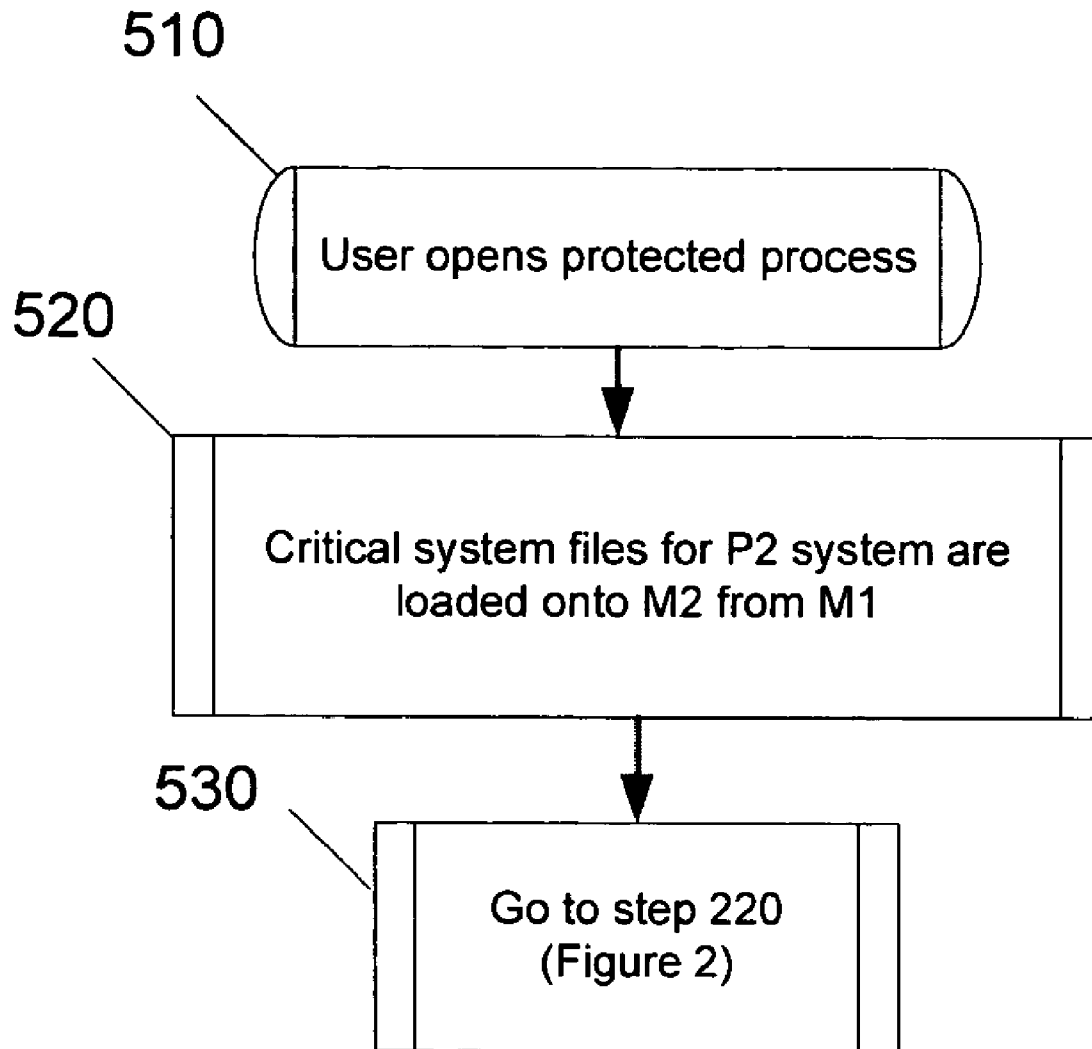 510
User opens protected process
520
Critical system files for P2 system are
loaded onto M2 from M1
530
Go to step 220
(Figure 2)